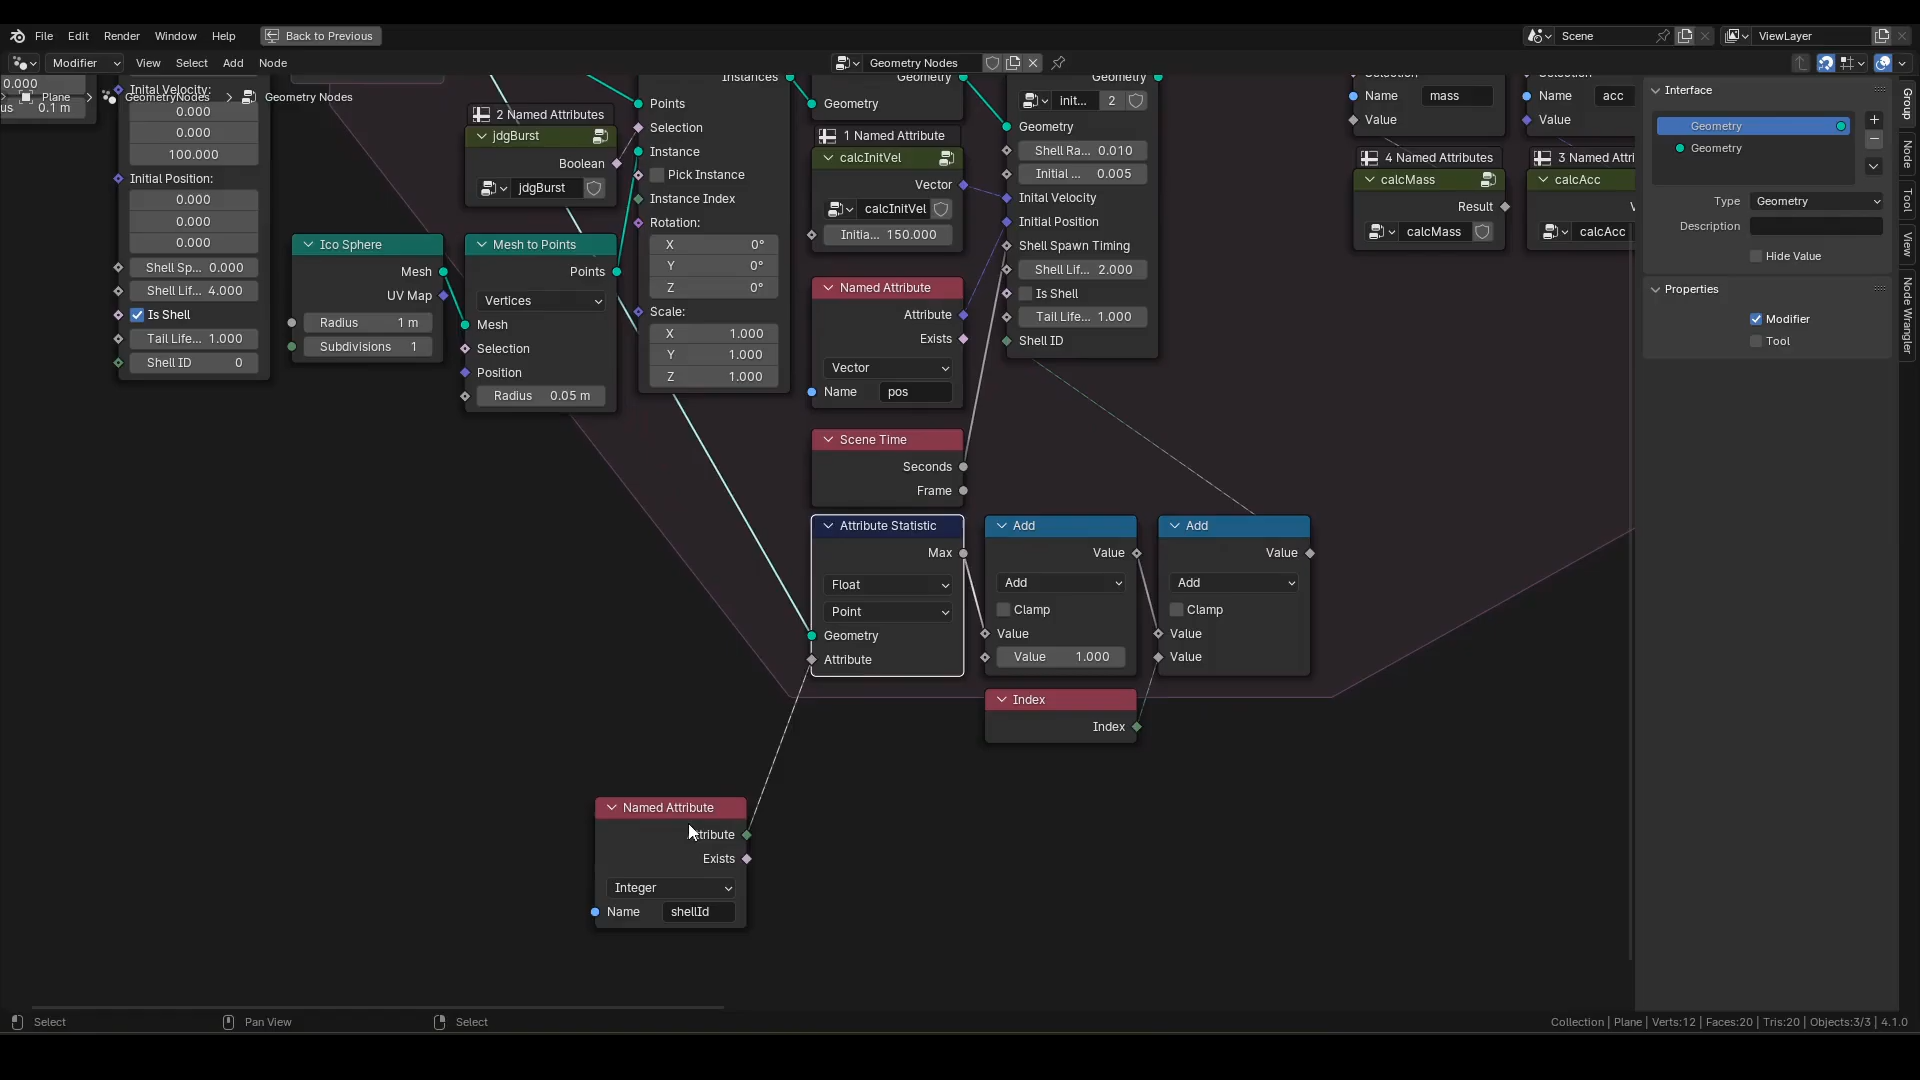 File Edit Render Window Help Back to Previous
Scene ViewLayer
Modifier View Select Add Node
Geometry Nodes
0.000
Plane GeometryNodes Geometry Nodes
us 0.1 m
Inital Velocity:
0.000
0.000
100.000
Initial Position:
0.000
0.000
0.000
Shell Sp... 0.000
Shell Lif... 4.000
Is Shell
Tail Life... 1.000
Shell ID 0
Ico Sphere
Mesh
UV Map
Radius 1 m
Subdivisions 1
2 Named Attributes
jdgBurst
Boolean
jdgBurst
Mesh to Points
Points
Vertices
Mesh
Selection
Position
Radius 0.05 m
Instances
Points
Selection
Instance
Pick Instance
Instance Index
Rotation:
X 0°
Y 0°
Z 0°
Scale:
X 1.000
Y 1.000
Z 1.000
Geometry
Geometry
1 Named Attribute
calcInitVel
Vector
calcInitVel
Initia... 150.000
Named Attribute
Attribute
Exists
Vector
Name pos
Scene Time
Seconds
Frame
Attribute Statistic
Max
Float
Point
Geometry
Attribute
Geometry
init... 2
Geometry
Shell Ra... 0.010
Initial ... 0.005
Inital Velocity
Initial Position
Shell Spawn Timing
Shell Lif... 2.000
Is Shell
Tail Life... 1.000
Shell ID
Add
Value
Add
Clamp
Value
Value 1.000
Add
Value
Add
Clamp
Value
Value
Index
Index
Named Attribute
Exists
Integer
Name shellId
Selection
Name mass
Value
4 Named Attributes
calcMass
Result
calcMass
Name acc
Value
3 Named Attri
calcAcc
calcAcc
Interface
Geometry
Geometry
Type Geometry
Description
Hide Value
Properties
Modifier
Tool
Group
Node
Tool
View
Node Wrangler
Select Pan View Select
Collection | Plane | Verts:12 | Faces:20 | Tris:20 | Objects:3/3 | 4.1.0